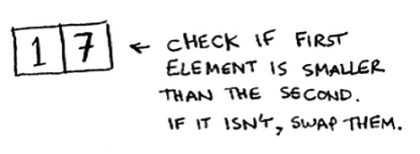 1 7 ← CHECK IF FIRST
ELEMENT IS SMALLER
THAN THE SECOND.
IF IT ISN'T, SWAP THEM.